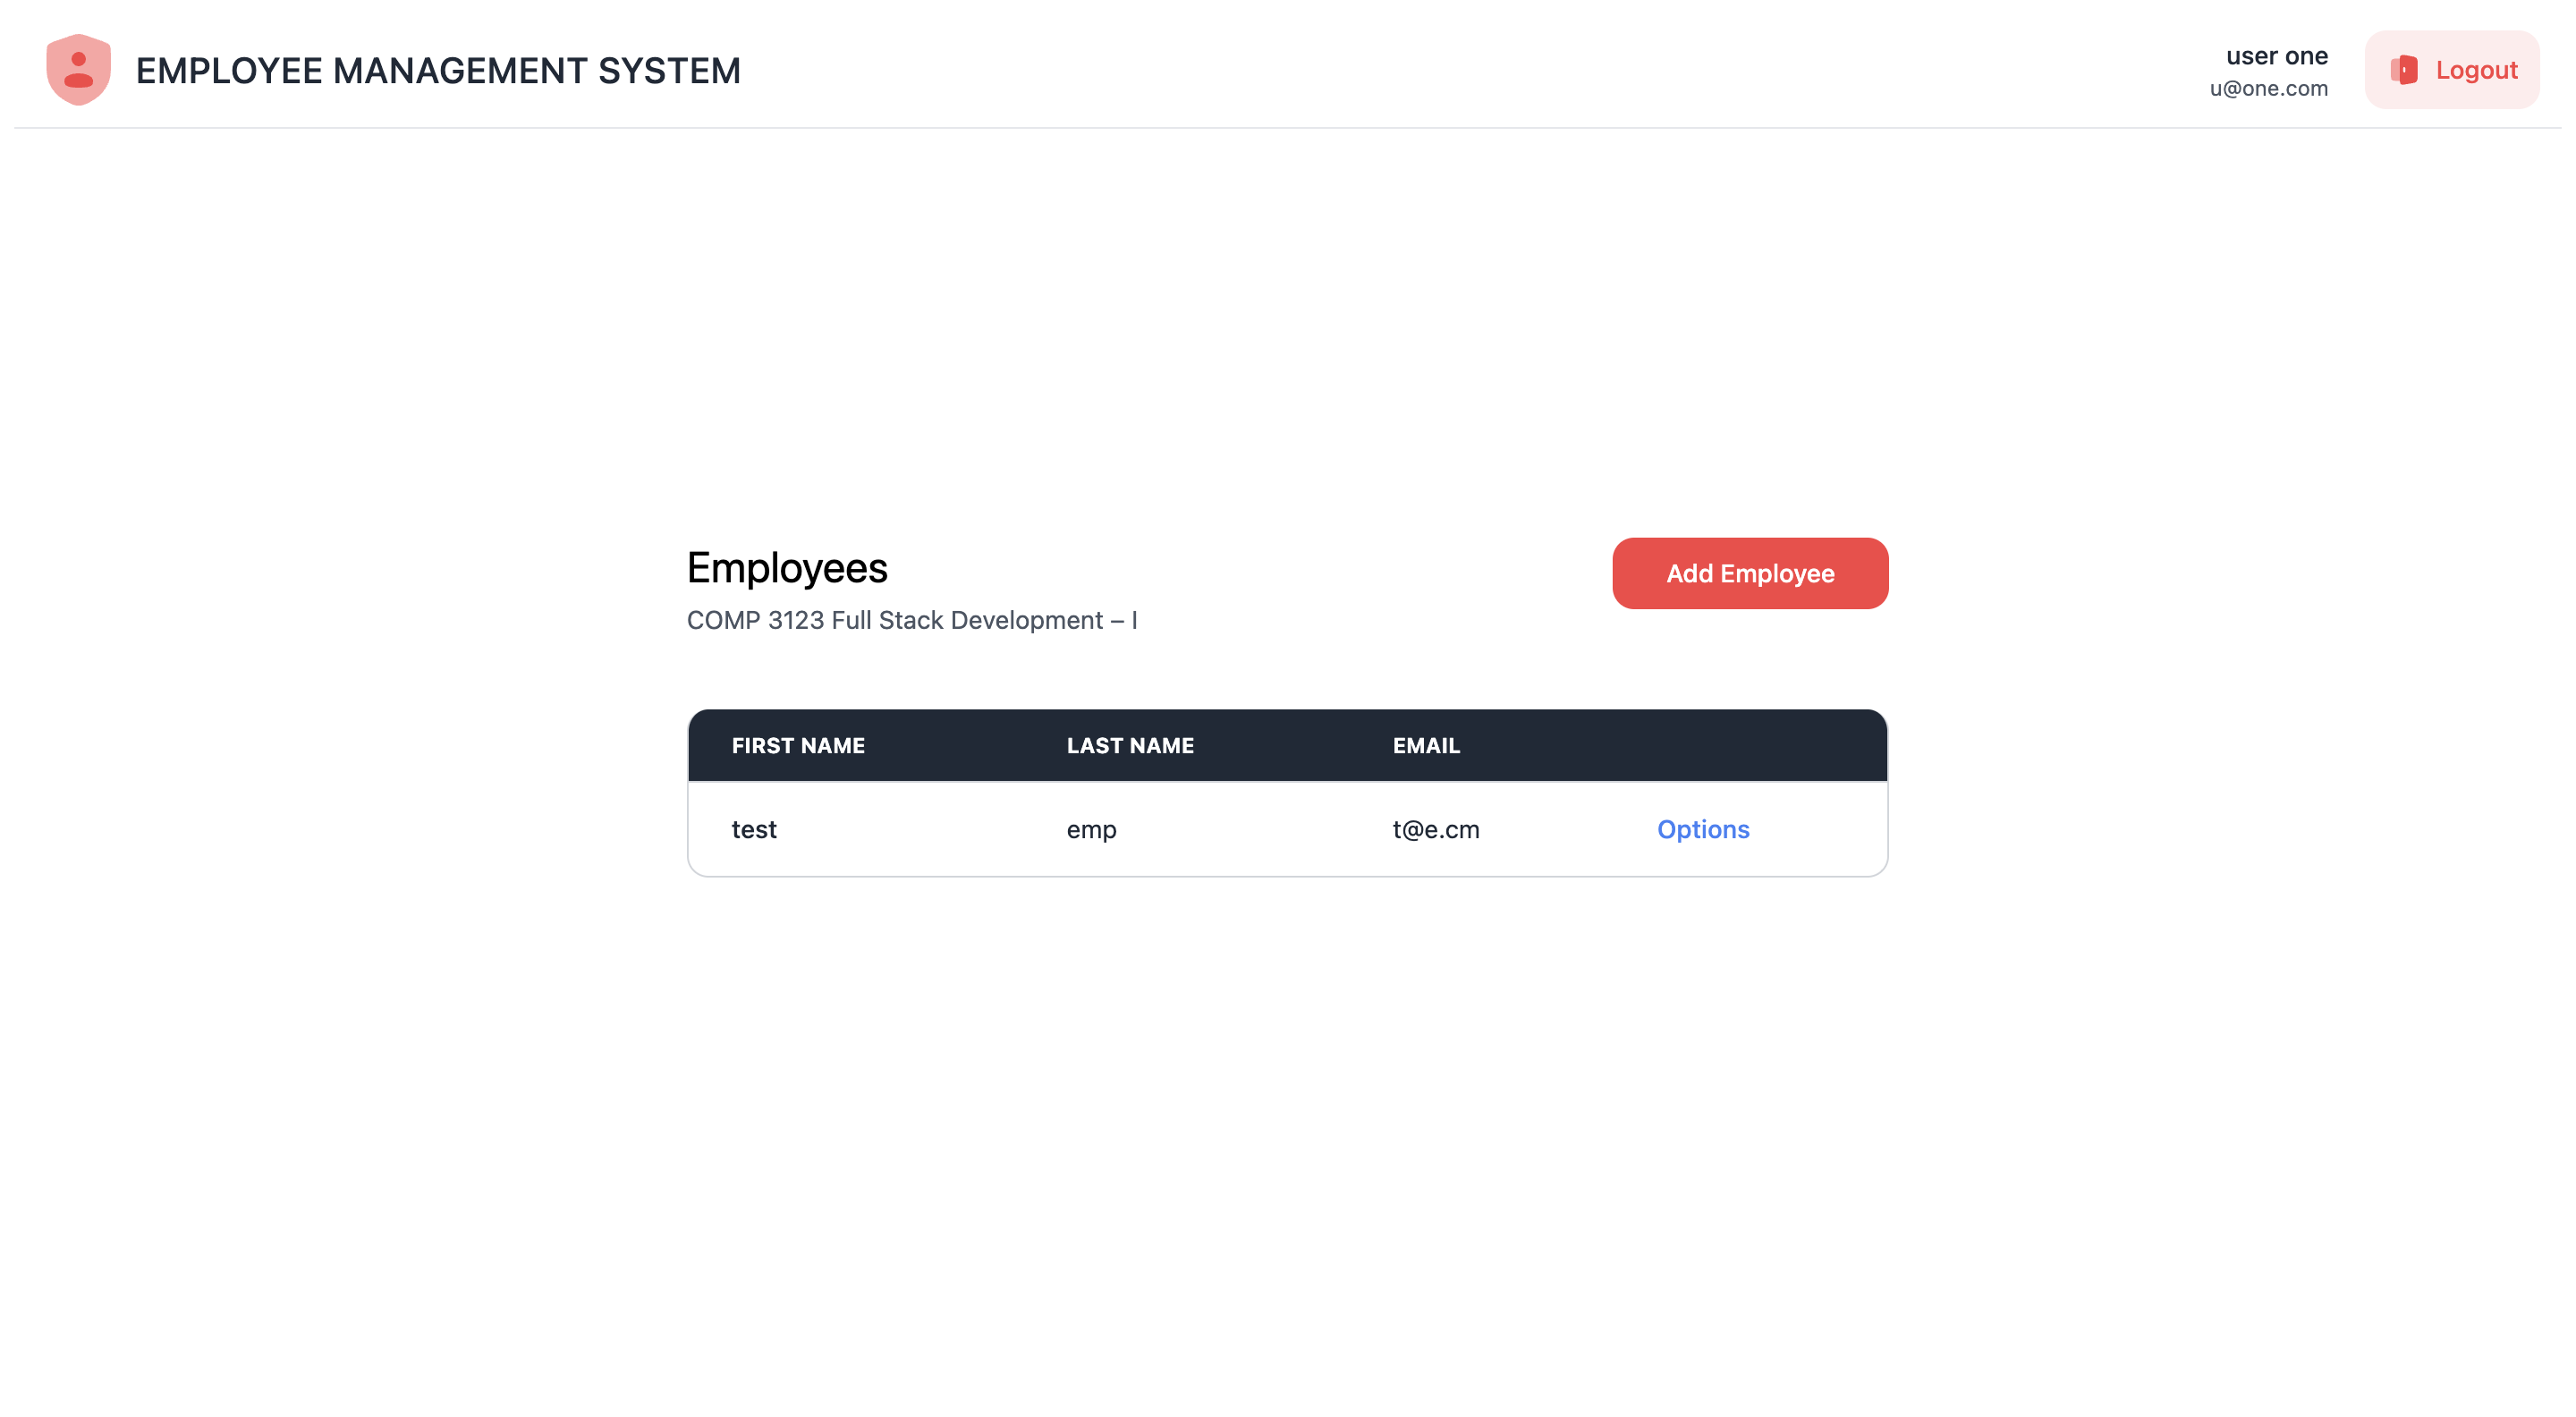 EMPLOYEE MANAGEMENT SYSTEM
user one
u@one.com
Logout
Employees
COMP 3123 Full Stack Development – I
Add Employee
FIRST NAME LAST NAME EMAIL
test emp t@e.cm Options